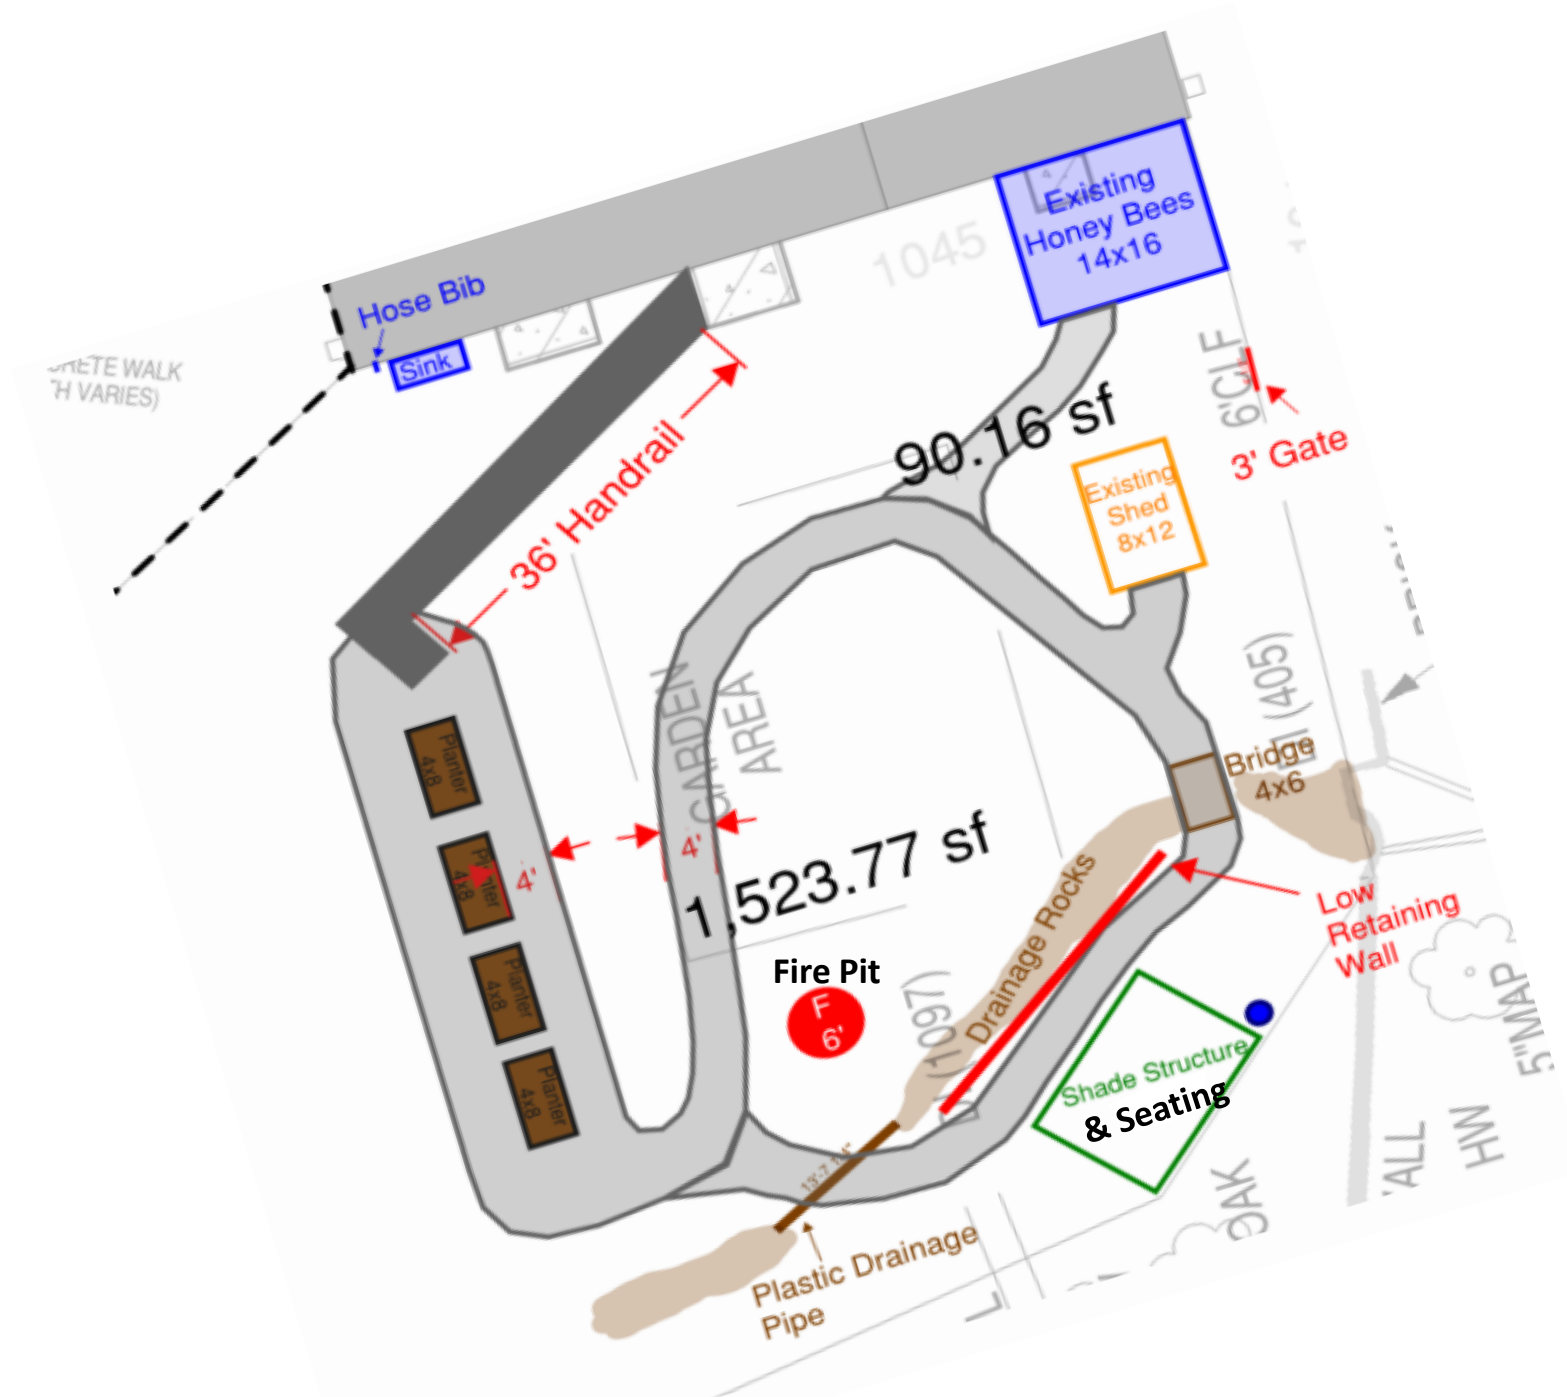 Hose Bib
Sink
1045
Existing
Honey Bees
14x16
WALK
VARIES)
36' Handrail
90.16 sf
6'CLF
3' Gate
Existing
Shed
8x12
GARDEN
AREA
(405)
Bridge
4x6
Planter
4x8
Planter
4x8
Planter
4x8
Planter
4x8
4'
4'
1,523.77 sf
Fire Pit
F
6'
(1097)
Drainage Rocks
Low
Retaining
Wall
Shade Structure
& Seating
5"MAP
HW
Plastic Drainage
Pipe